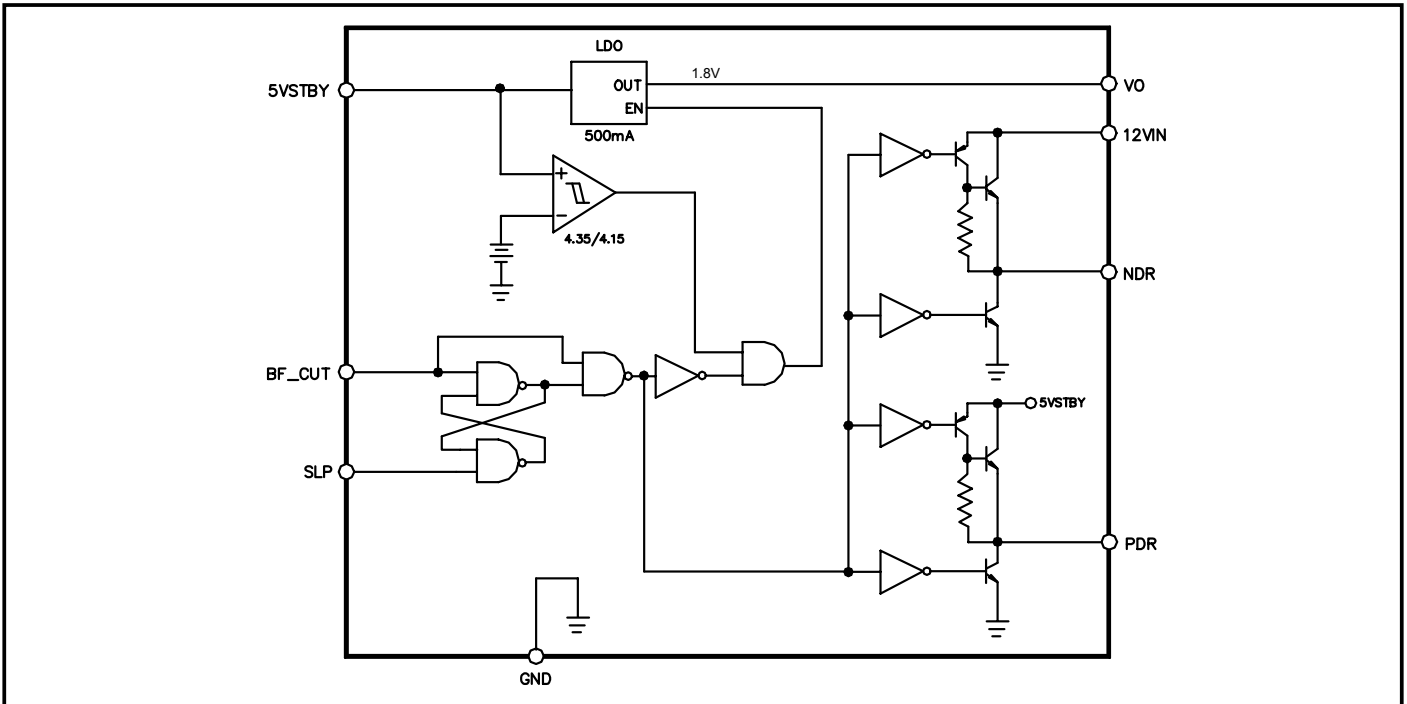 LDO
5VSTBY
OUT
1.8V
VO
EN
500mA
12VIN
+
−
4.35/4.15
NDR
BF_CUT
5VSTBY
SLP
PDR
GND